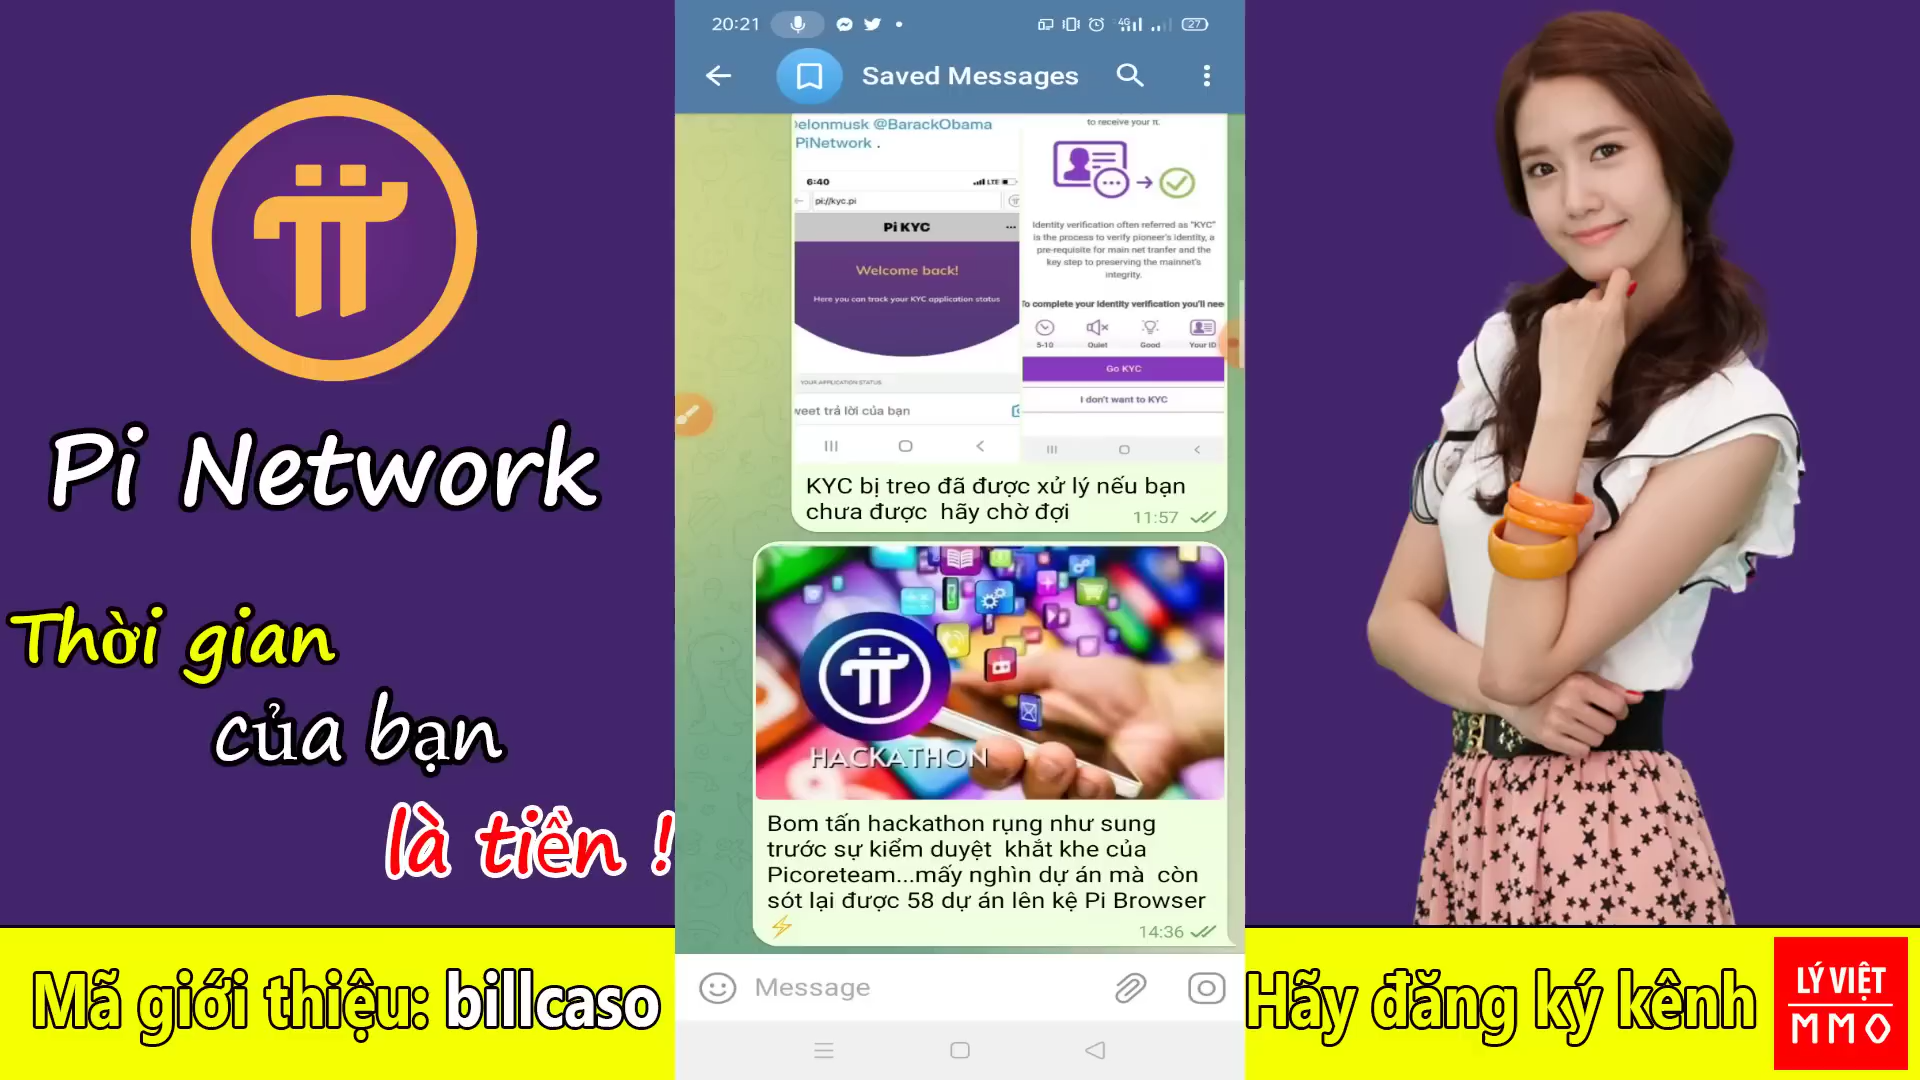 Pi Network
Thời gian
của bạn
là tiền !
Mã giới thiệu: billcaso
20:21
4G
27
Saved Messages
elonmusk @BarackObama
PiNetwork .
6:40
LTE
pi://kyc.pi
Pi KYC
Welcome back!
Here you can track your KYC application status
YOUR APPLICATION STATUS
weet trả lời của bạn
to receive your π.
Identity verification often referred as "KYC"
is the process to verify pioneer's identity, a
pre-requisite for main net tranfer and the
key step to preserving the mainnet's
integrity.
To complete your identity verification you'll nee
5-10 Quiet Good Your ID
Go KYC
I don't want to KYC
KYC bị treo đã được xử lý nếu bạn
chưa được hãy chờ đợi
11:57
HACKATHON
Bom tấn hackathon rụng như sung
trước sự kiểm duyệt khắt khe của
Picoreteam...mấy nghìn dự án mà còn
sót lại được 58 dự án lên kệ Pi Browser
⚡
14:36
Message
Hãy đăng ký kênh
LÝ VIỆT
MMO